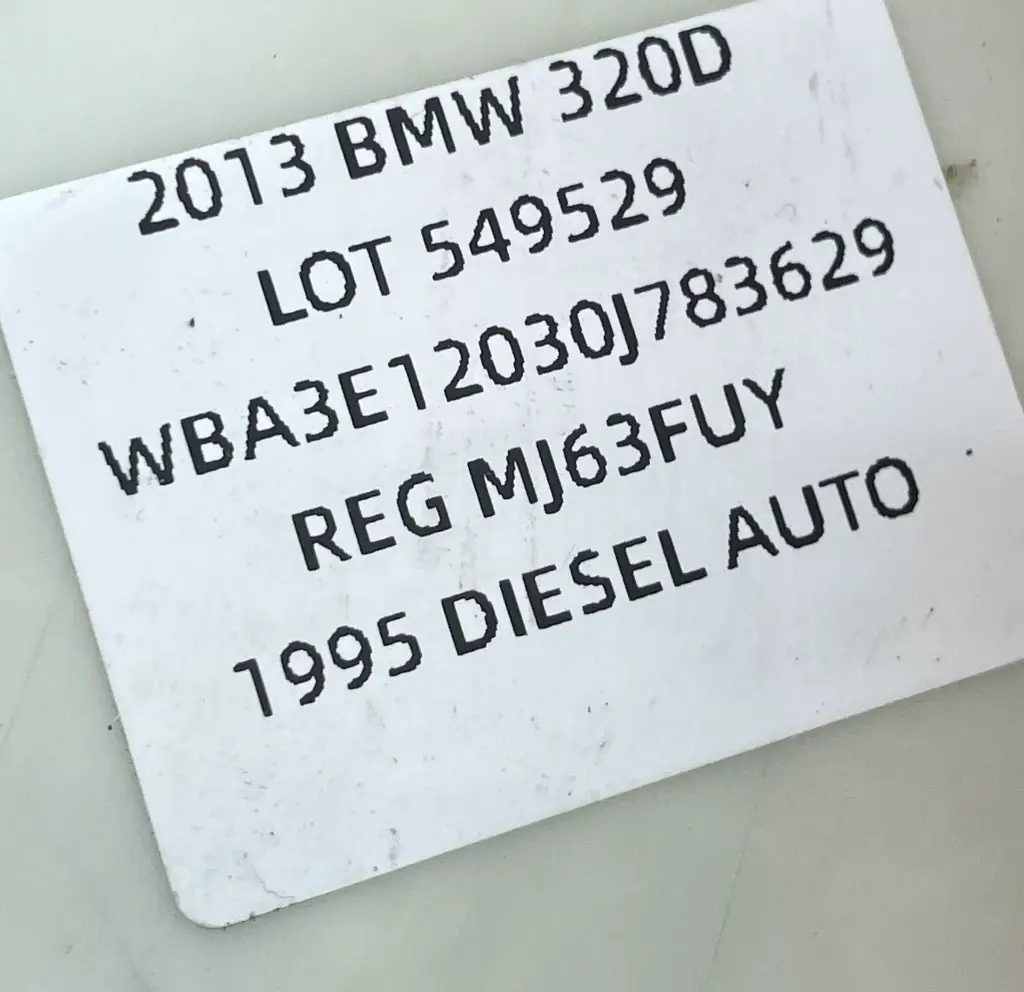 2013 BMW 320D
LOT 549529
WBA3E12030J783629
REG MJ63FUY
1995 DIESEL AUTO